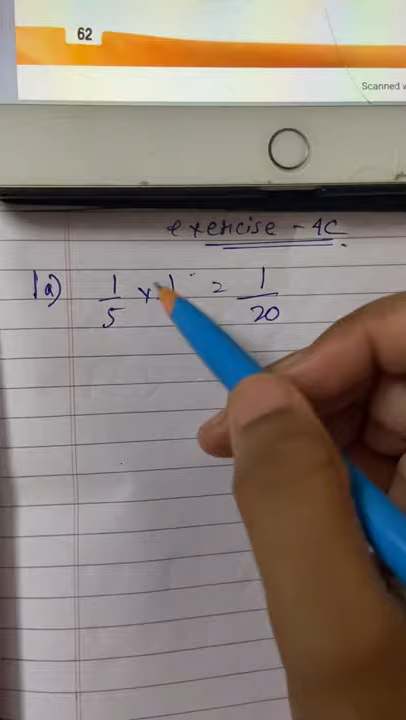 62
Scanned
exercise - 4C
1a) 1/5 × 1 = 1/20